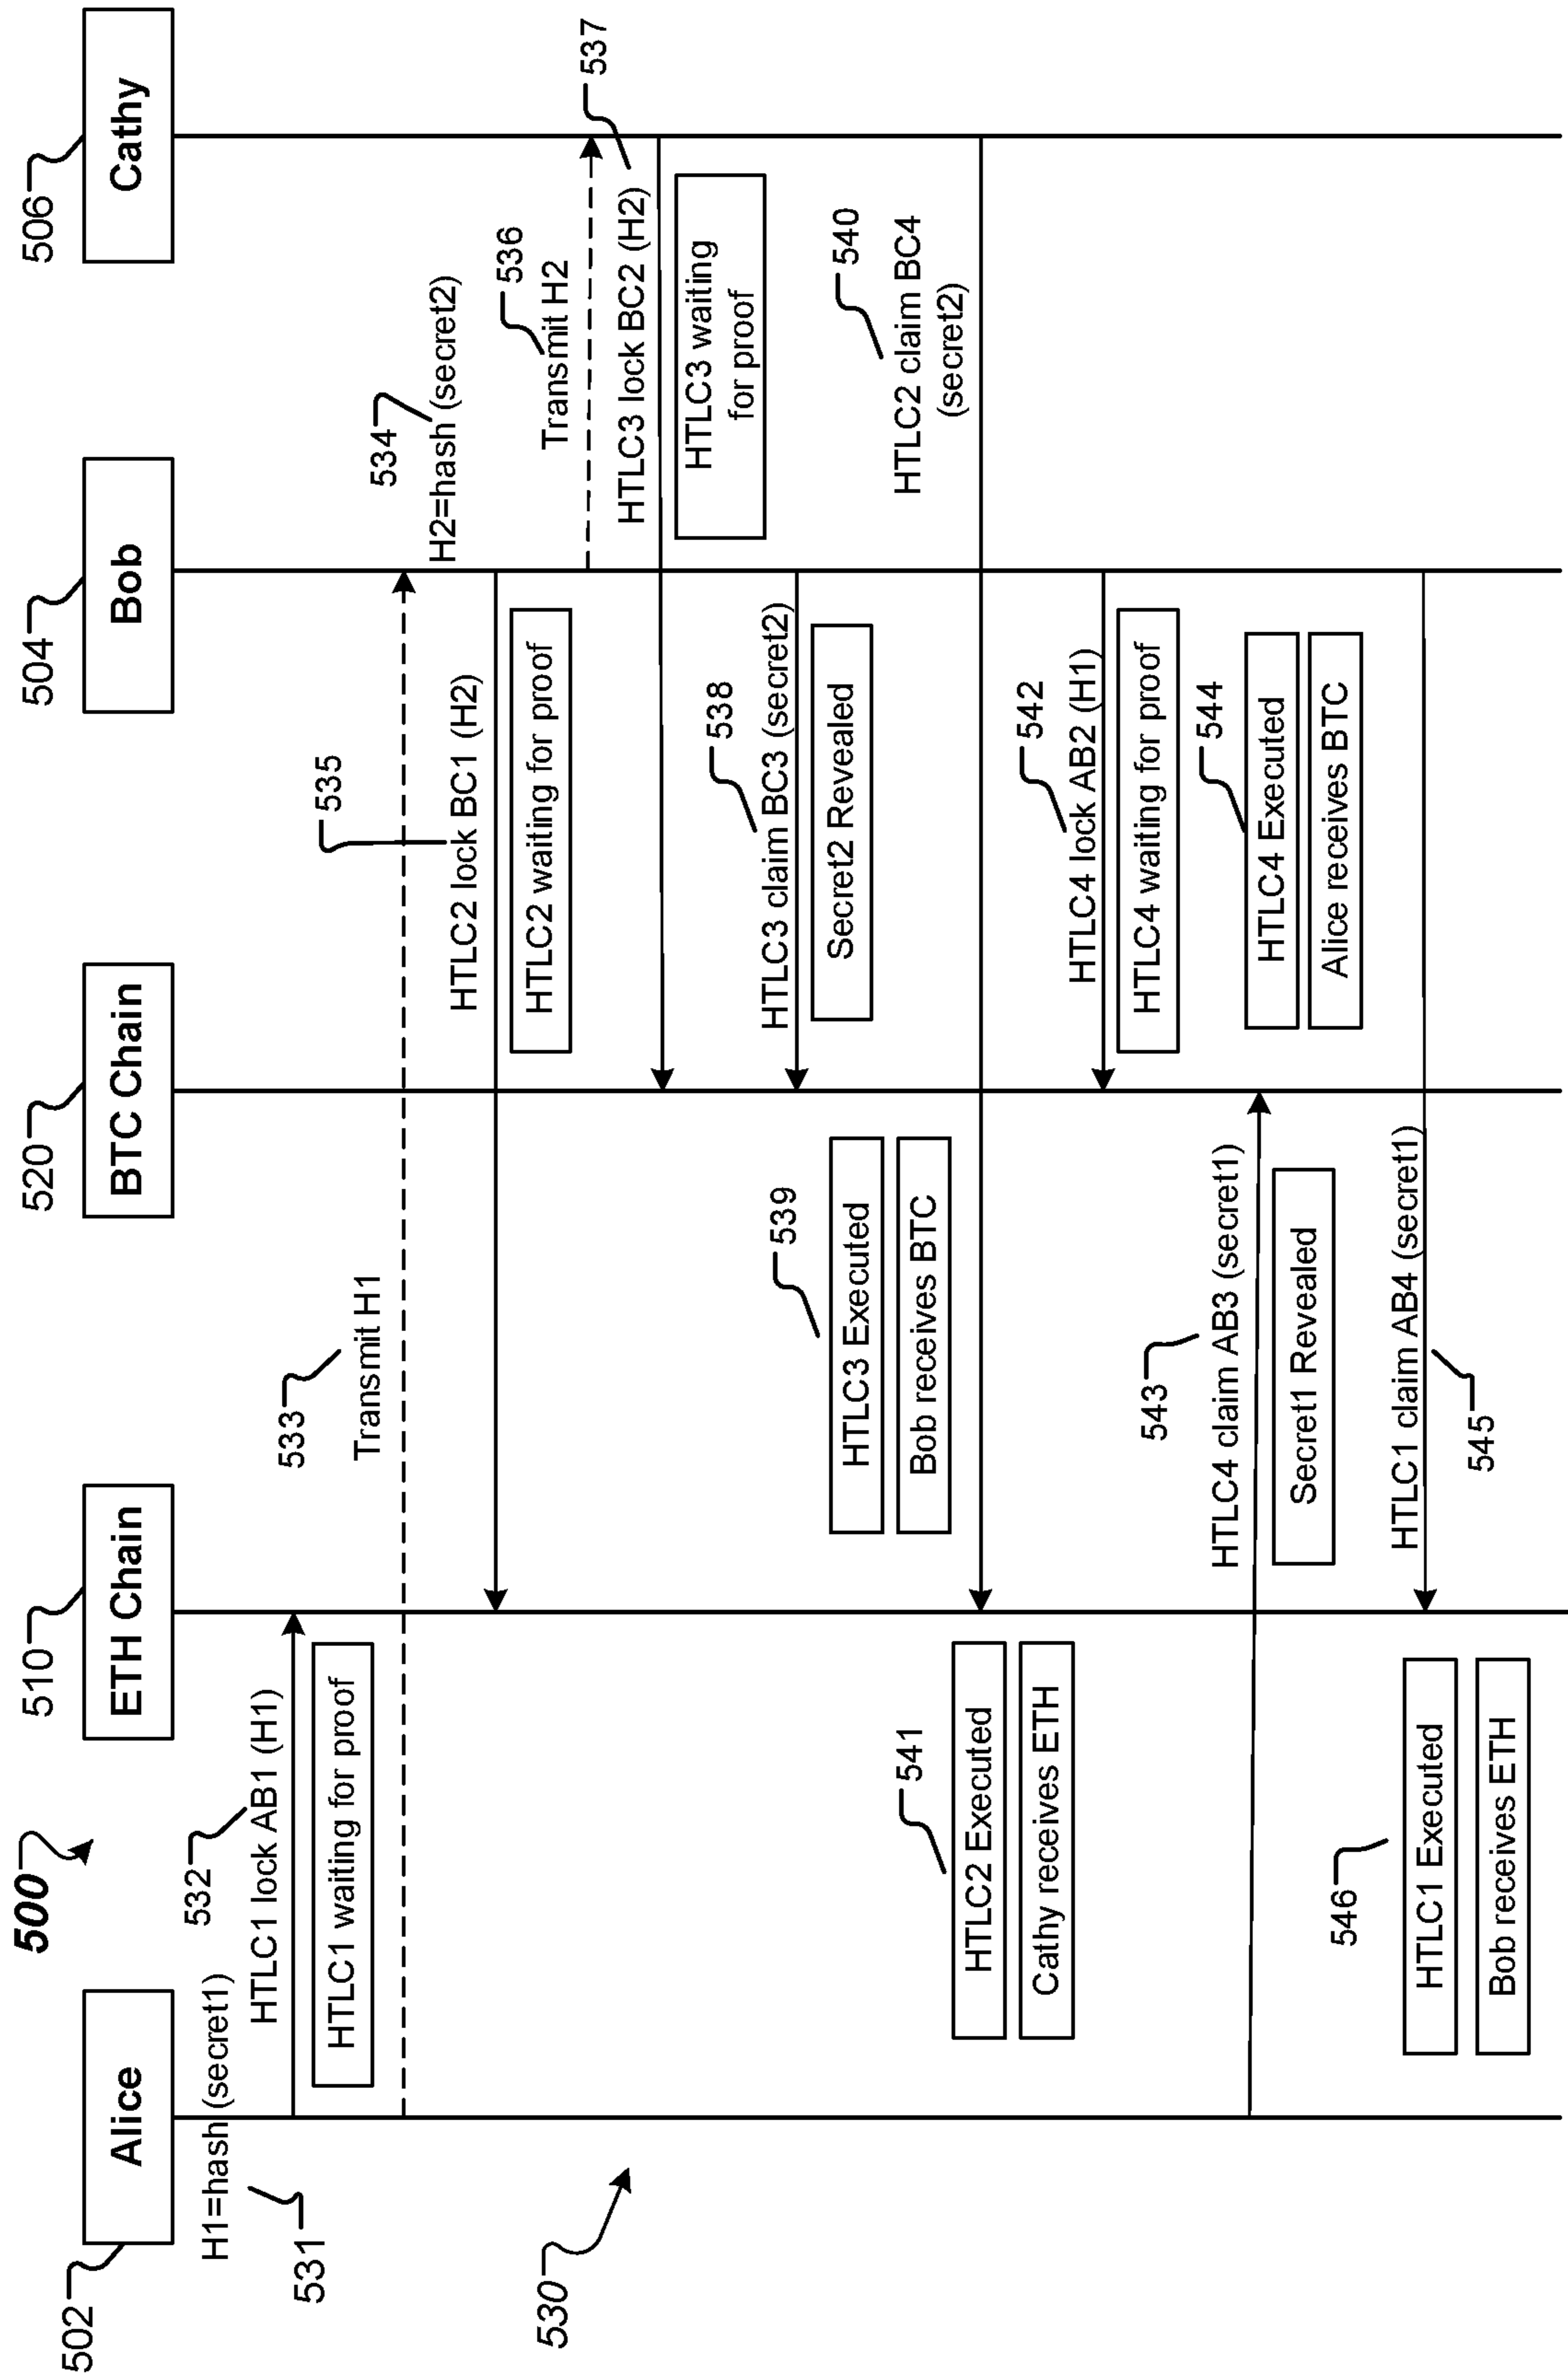 500
502
Alice
510
ETH Chain
520
BTC Chain
504
Bob
506
Cathy
H1=hash (secret1)
531
532
HTLC1 lock AB1 (H1)
HTLC1 waiting for proof
533
Transmit H1
534
H2=hash (secret2)
535
HTLC2 lock BC1 (H2)
HTLC2 waiting for proof
536
Transmit H2
537
HTLC3 lock BC2 (H2)
HTLC3 waiting
for proof
530
538
HTLC3 claim BC3 (secret2)
Secret2 Revealed
539
HTLC3 Executed
Bob receives BTC
540
HTLC2 claim BC4
(secret2)
541
HTLC2 Executed
Cathy receives ETH
542
HTLC4 lock AB2 (H1)
HTLC4 waiting for proof
543
HTLC4 claim AB3 (secret1)
Secret1 Revealed
544
HTLC4 Executed
Alice receives BTC
HTLC1 claim AB4 (secret1)
545
546
HTLC1 Executed
Bob receives ETH